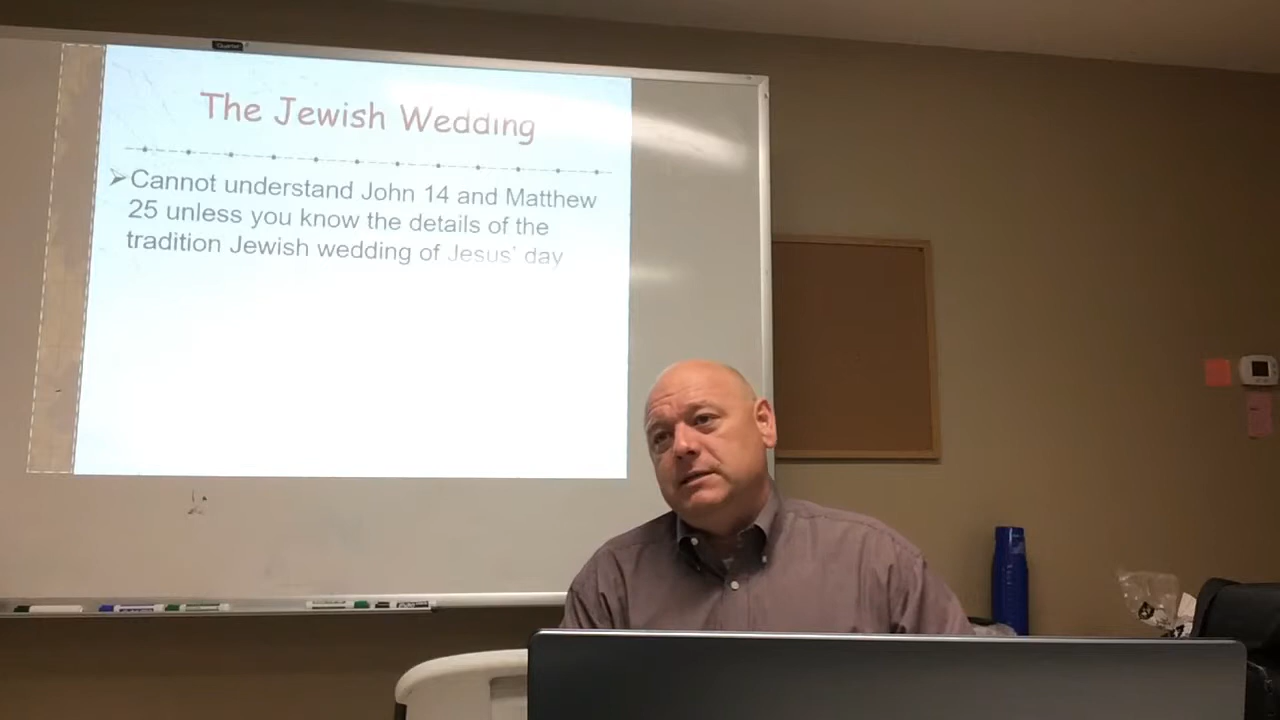 The Jewish Wedding
Cannot understand John 14 and Matthew
25 unless you know the details of the
tradition Jewish wedding of Jesus' day